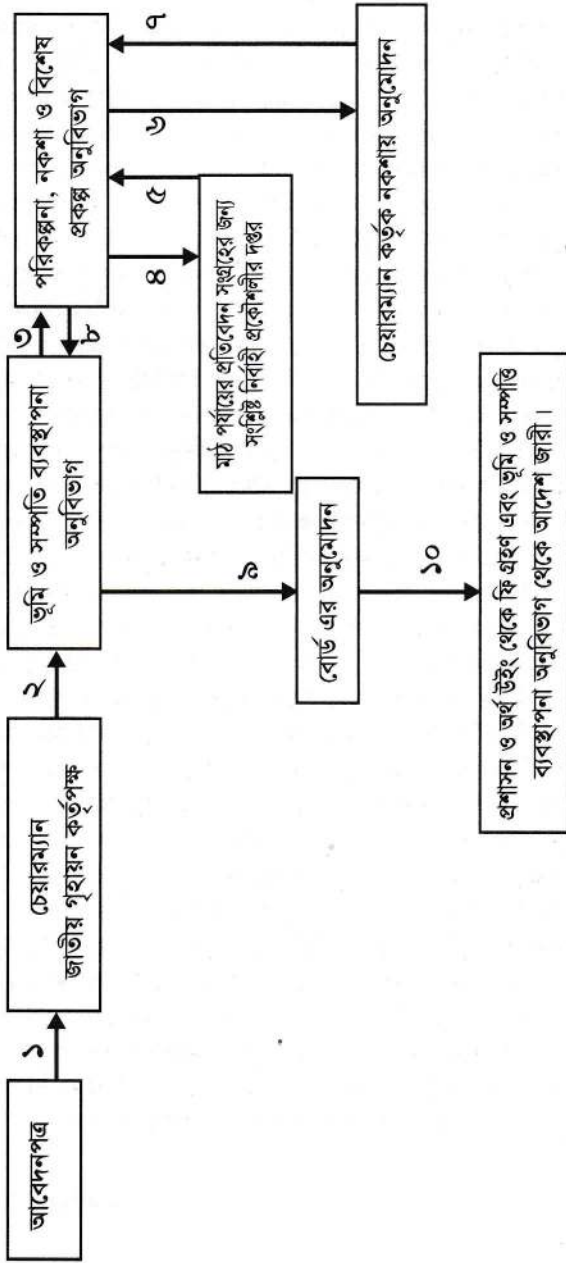 আবেদনপত্র
১
চেয়ারম্যান
জাতীয় গৃহায়ন কর্তৃপক্ষ
২
ভূমি ও সম্পত্তি ব্যবস্থাপনা
অনুবিভাগ
৩
৮
পরিকল্পনা, নকশা ও বিশেষ
প্রকল্প অনুবিভাগ
৪
৫
৬
৭
মাঠ পর্যায়ের প্রতিবেদন সংগ্রহের জন্য
সংশ্লিষ্ট নির্বাহী প্রকৌশলীর দপ্তর
চেয়ারম্যান কর্তৃক নকশায় অনুমোদন
৯
বোর্ড এর অনুমোদন
১০
প্রশাসন ও অর্থ উইং থেকে ফি গ্রহণ এবং ভূমি ও সম্পত্তি
ব্যবস্থাপনা অনুবিভাগ থেকে আদেশ জারী।